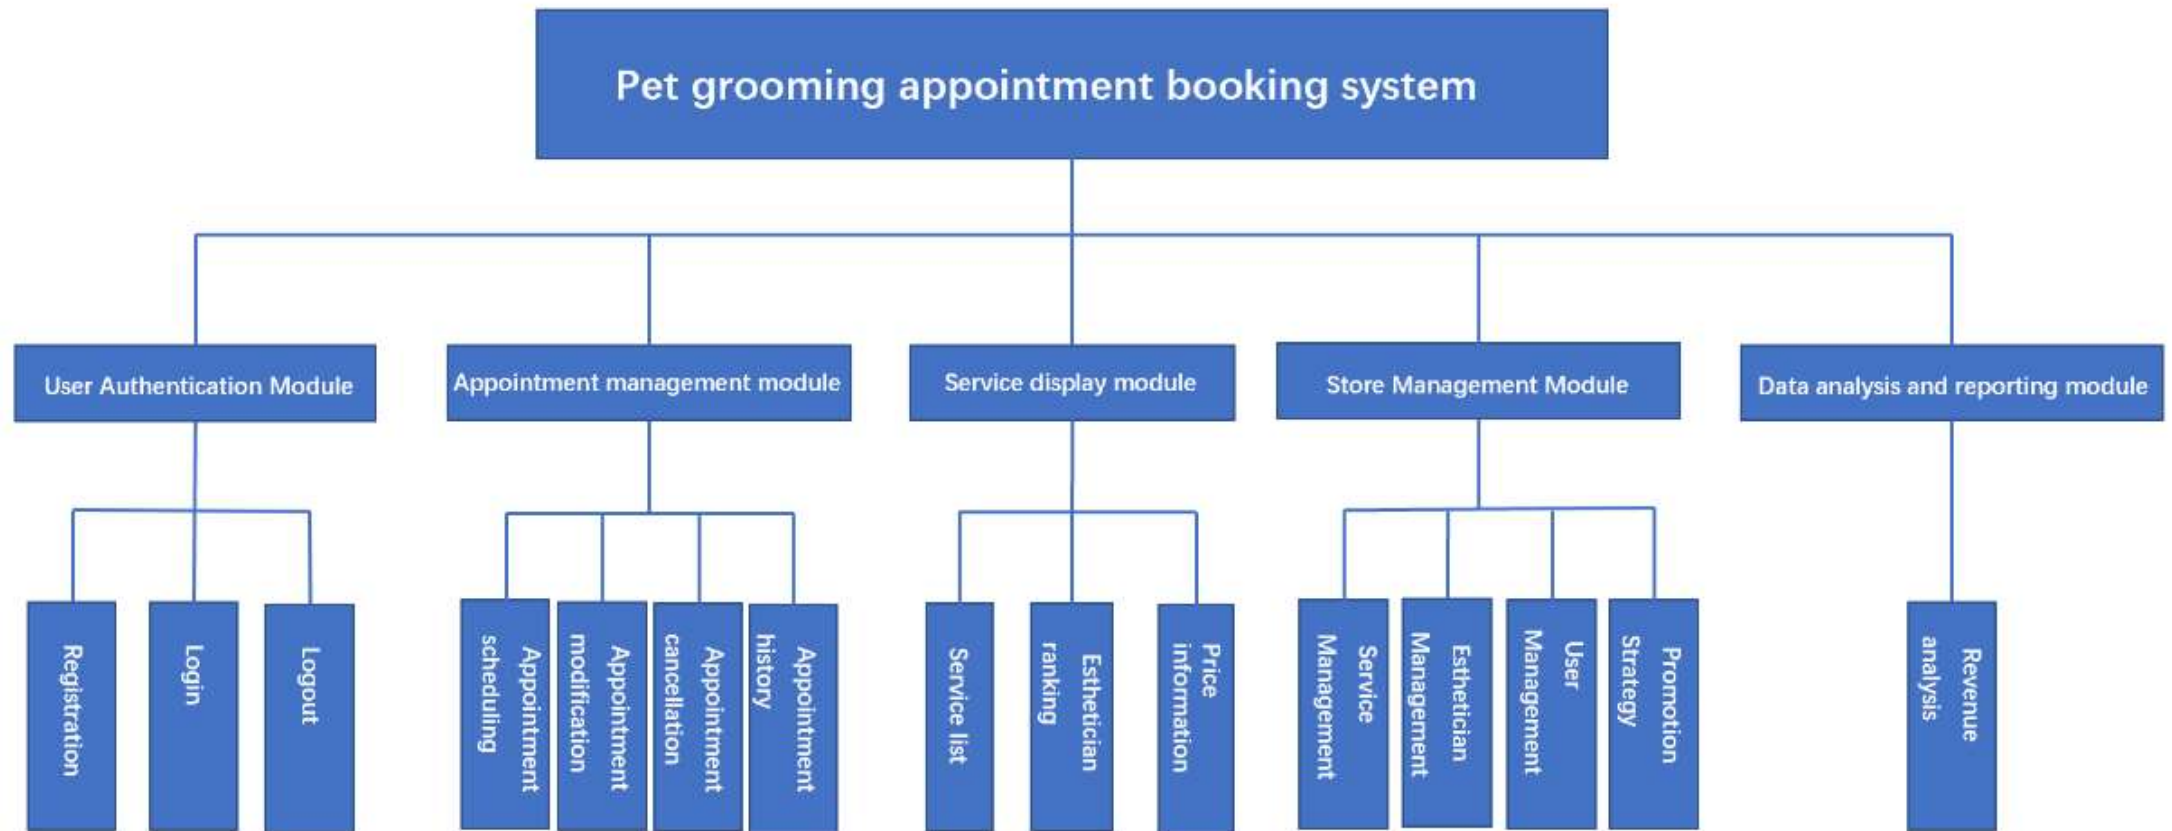 Pet grooming appointment booking system
User Authentication Module
Appointment management module
Service display module
Store Management Module
Data analysis and reporting module
Registration
Login
Logout
Appointment
scheduling
Appointment
modification
Appointment
cancellation
Appointment
history
Service list
Esthetician
ranking
Price
information
Service
Management
Esthetician
Management
User
Management
Promotion
Strategy
Revenue
analysis